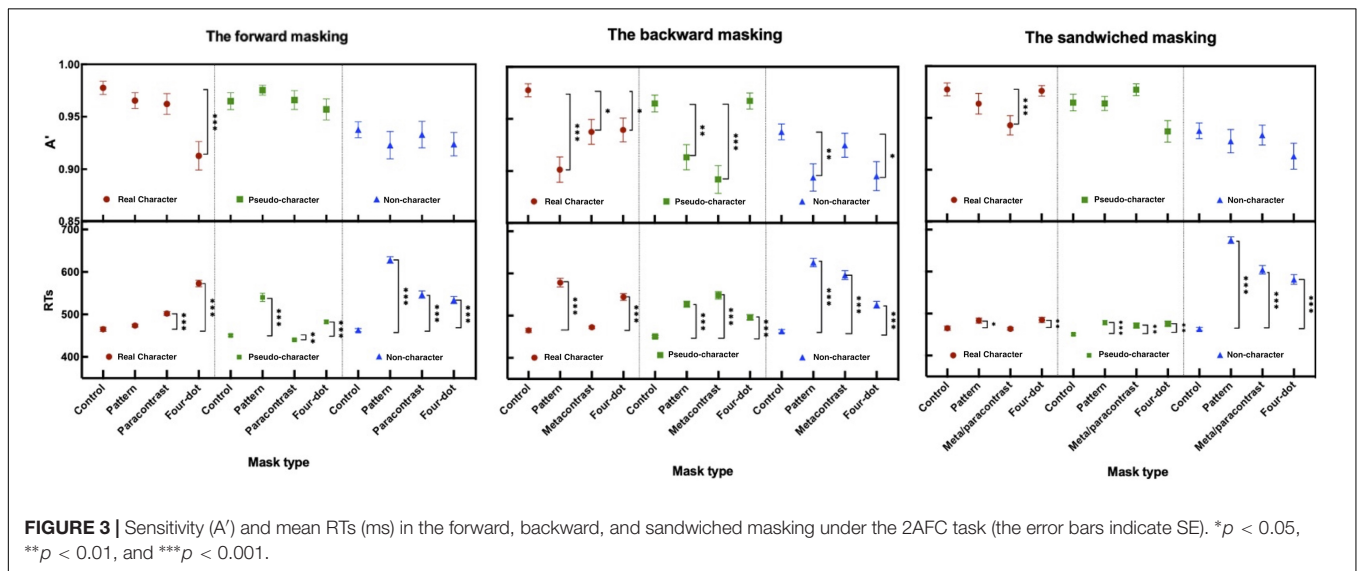 The forward masking
The backward masking
The sandwiched masking
1.00
0.95
0.90
0.85
A'
***
Real Character
Pseudo-character
Non-character
***
*
*
**
***
**
*
Real Character
Pseudo-character
Non-character
***
Real Character
Pseudo-character
Non-character
700
600
500
400
RTs
***
***
***
**
***
***
***
***
Real Character
Pseudo-character
Non-character
***
***
***
***
***
***
***
***
Real Character
Pseudo-character
Non-character
*
***
***
***
***
Real Character
Pseudo-character
Non-character
Control
Pattern
Paracontrast
Four-dot
Control
Pattern
Paracontrast
Four-dot
Control
Pattern
Paracontrast
Four-dot
Mask type
Control
Pattern
Metacontrast
Four-dot
Control
Pattern
Metacontrast
Four-dot
Control
Pattern
Metacontrast
Four-dot
Mask type
Control
Pattern
Meta/paracontrast
Four-dot
Control
Pattern
Meta/paracontrast
Four-dot
Control
Pattern
Meta/paracontrast
Four-dot
Mask type
FIGURE 3 | Sensitivity (A′) and mean RTs (ms) in the forward, backward, and sandwiched masking under the 2AFC task (the error bars indicate SE). *p < 0.05,
**p < 0.01, and ***p < 0.001.